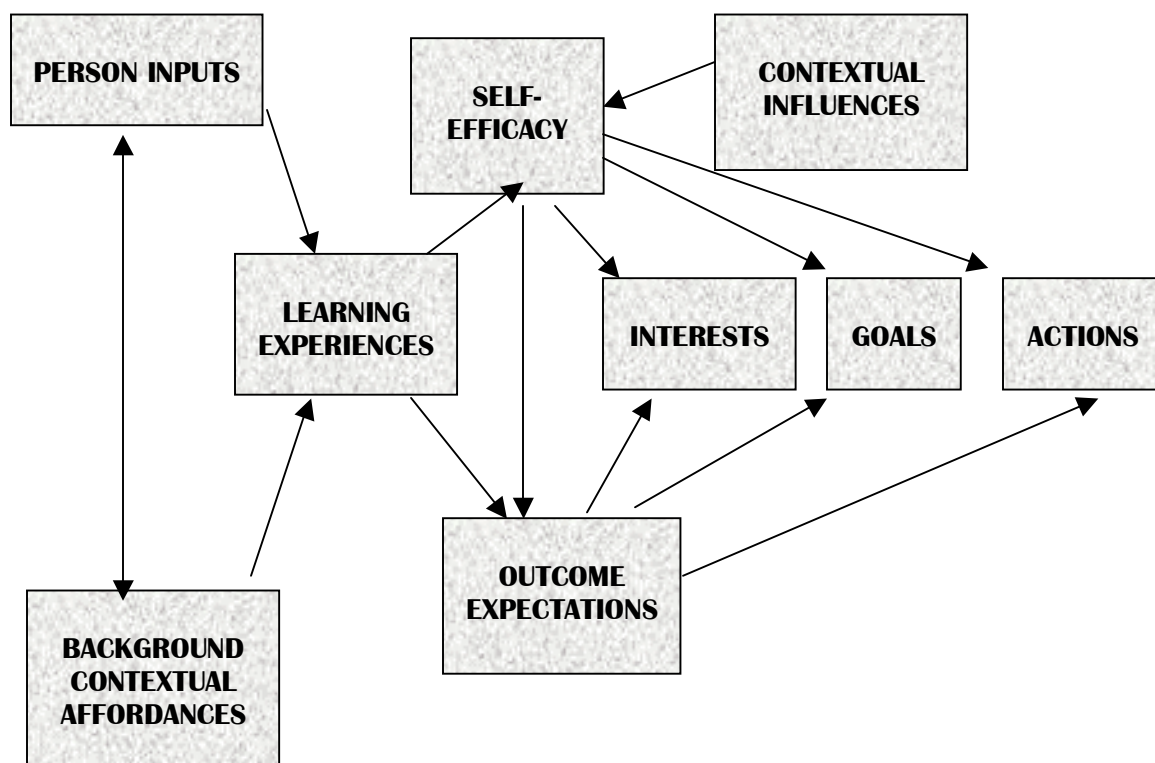 PERSON INPUTS
SELF-
EFFICACY
CONTEXTUAL
INFLUENCES
LEARNING
EXPERIENCES
INTERESTS
GOALS
ACTIONS
OUTCOME
EXPECTATIONS
BACKGROUND
CONTEXTUAL
AFFORDANCES